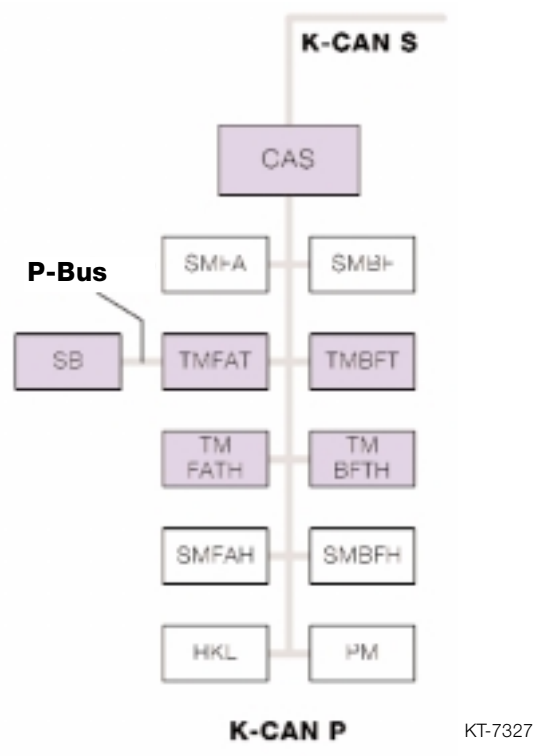 K-CAN S
CAS
SMFA SMBF
P-Bus
SB TMFAT TMBFT
TM TM
FATH BFTH
SMFAH SMBFH
HKL PM
K-CAN P KT-7327